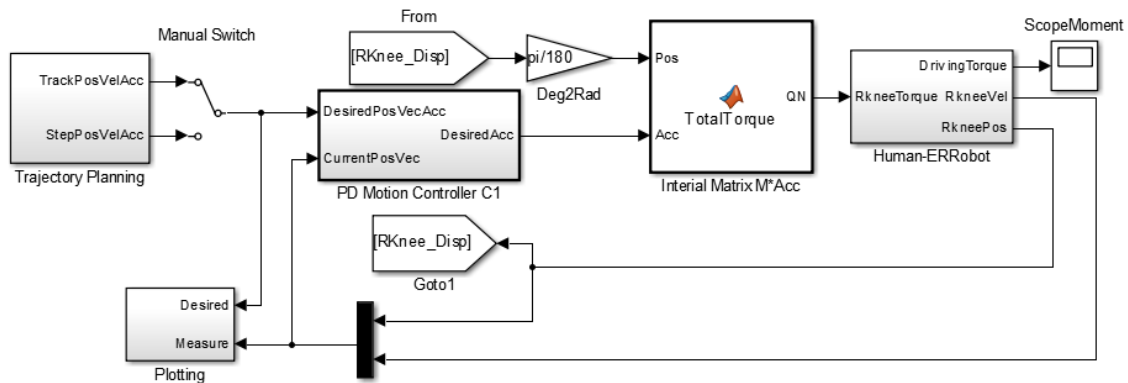 From
ScopeMoment
Manual Switch
[RKnee_Disp]
pi/180
Pos
DrivingTorque
TrackPosVelAcc
Deg2Rad
QN
RkneeTorque
RkneeVel
TotalTorque
DesiredPosVecAcc
StepPosVelAcc
DesiredAcc
Acc
RkneePos
CurrentPosVec
Human-ERRobot
Trajectory Planning
PD Motion Controller C1
Interial Matrix M*Acc
[RKnee_Disp]
Goto1
Desired
Measure
Plotting